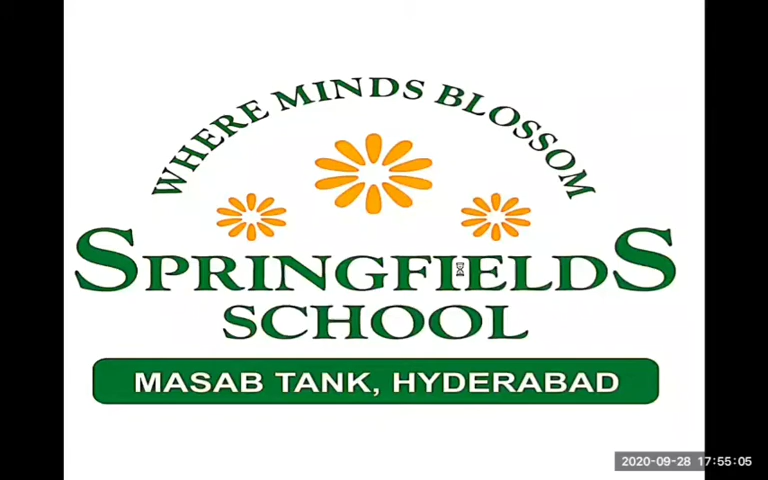 WHERE MINDS BLOSSOM
SPRINGFIELDS
SCHOOL
MASAB TANK, HYDERABAD
2020-09-28 17:55:05